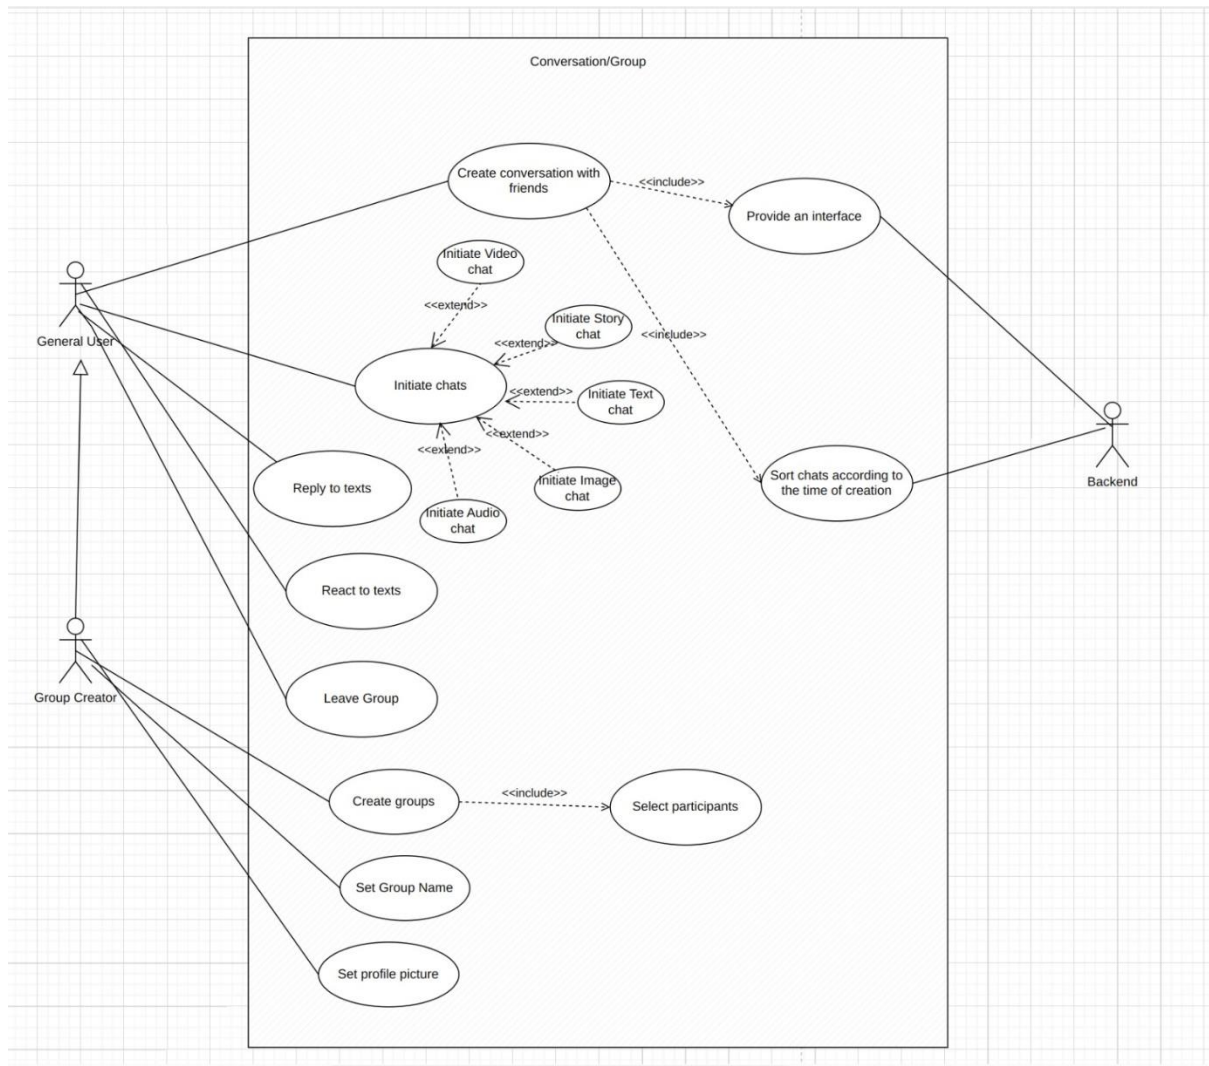 Conversation/Group
Create conversation with
friends
<<include>>
Provide an interface
Initiate Video
chat
<<extend>>
Initiate Story
chat
<<extend>>
<<include>>
General User
Initiate chats
<<extend>>
Initiate Text
chat
<<extend>>
<<extend>>
Reply to texts
Initiate Image
chat
Initiate Audio
chat
Sort chats according to
the time of creation
Backend
React to texts
Group Creator
Leave Group
Create groups
<<include>>
Select participants
Set Group Name
Set profile picture